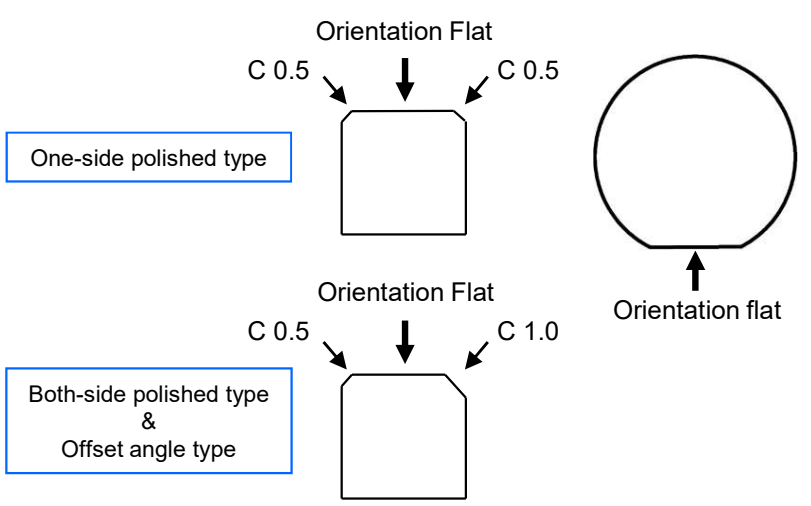 Orientation Flat
C 0.5
C 0.5
One-side polished type
Orientation flat
Orientation Flat
C 0.5
C 1.0
Both-side polished type
&
Offset angle type